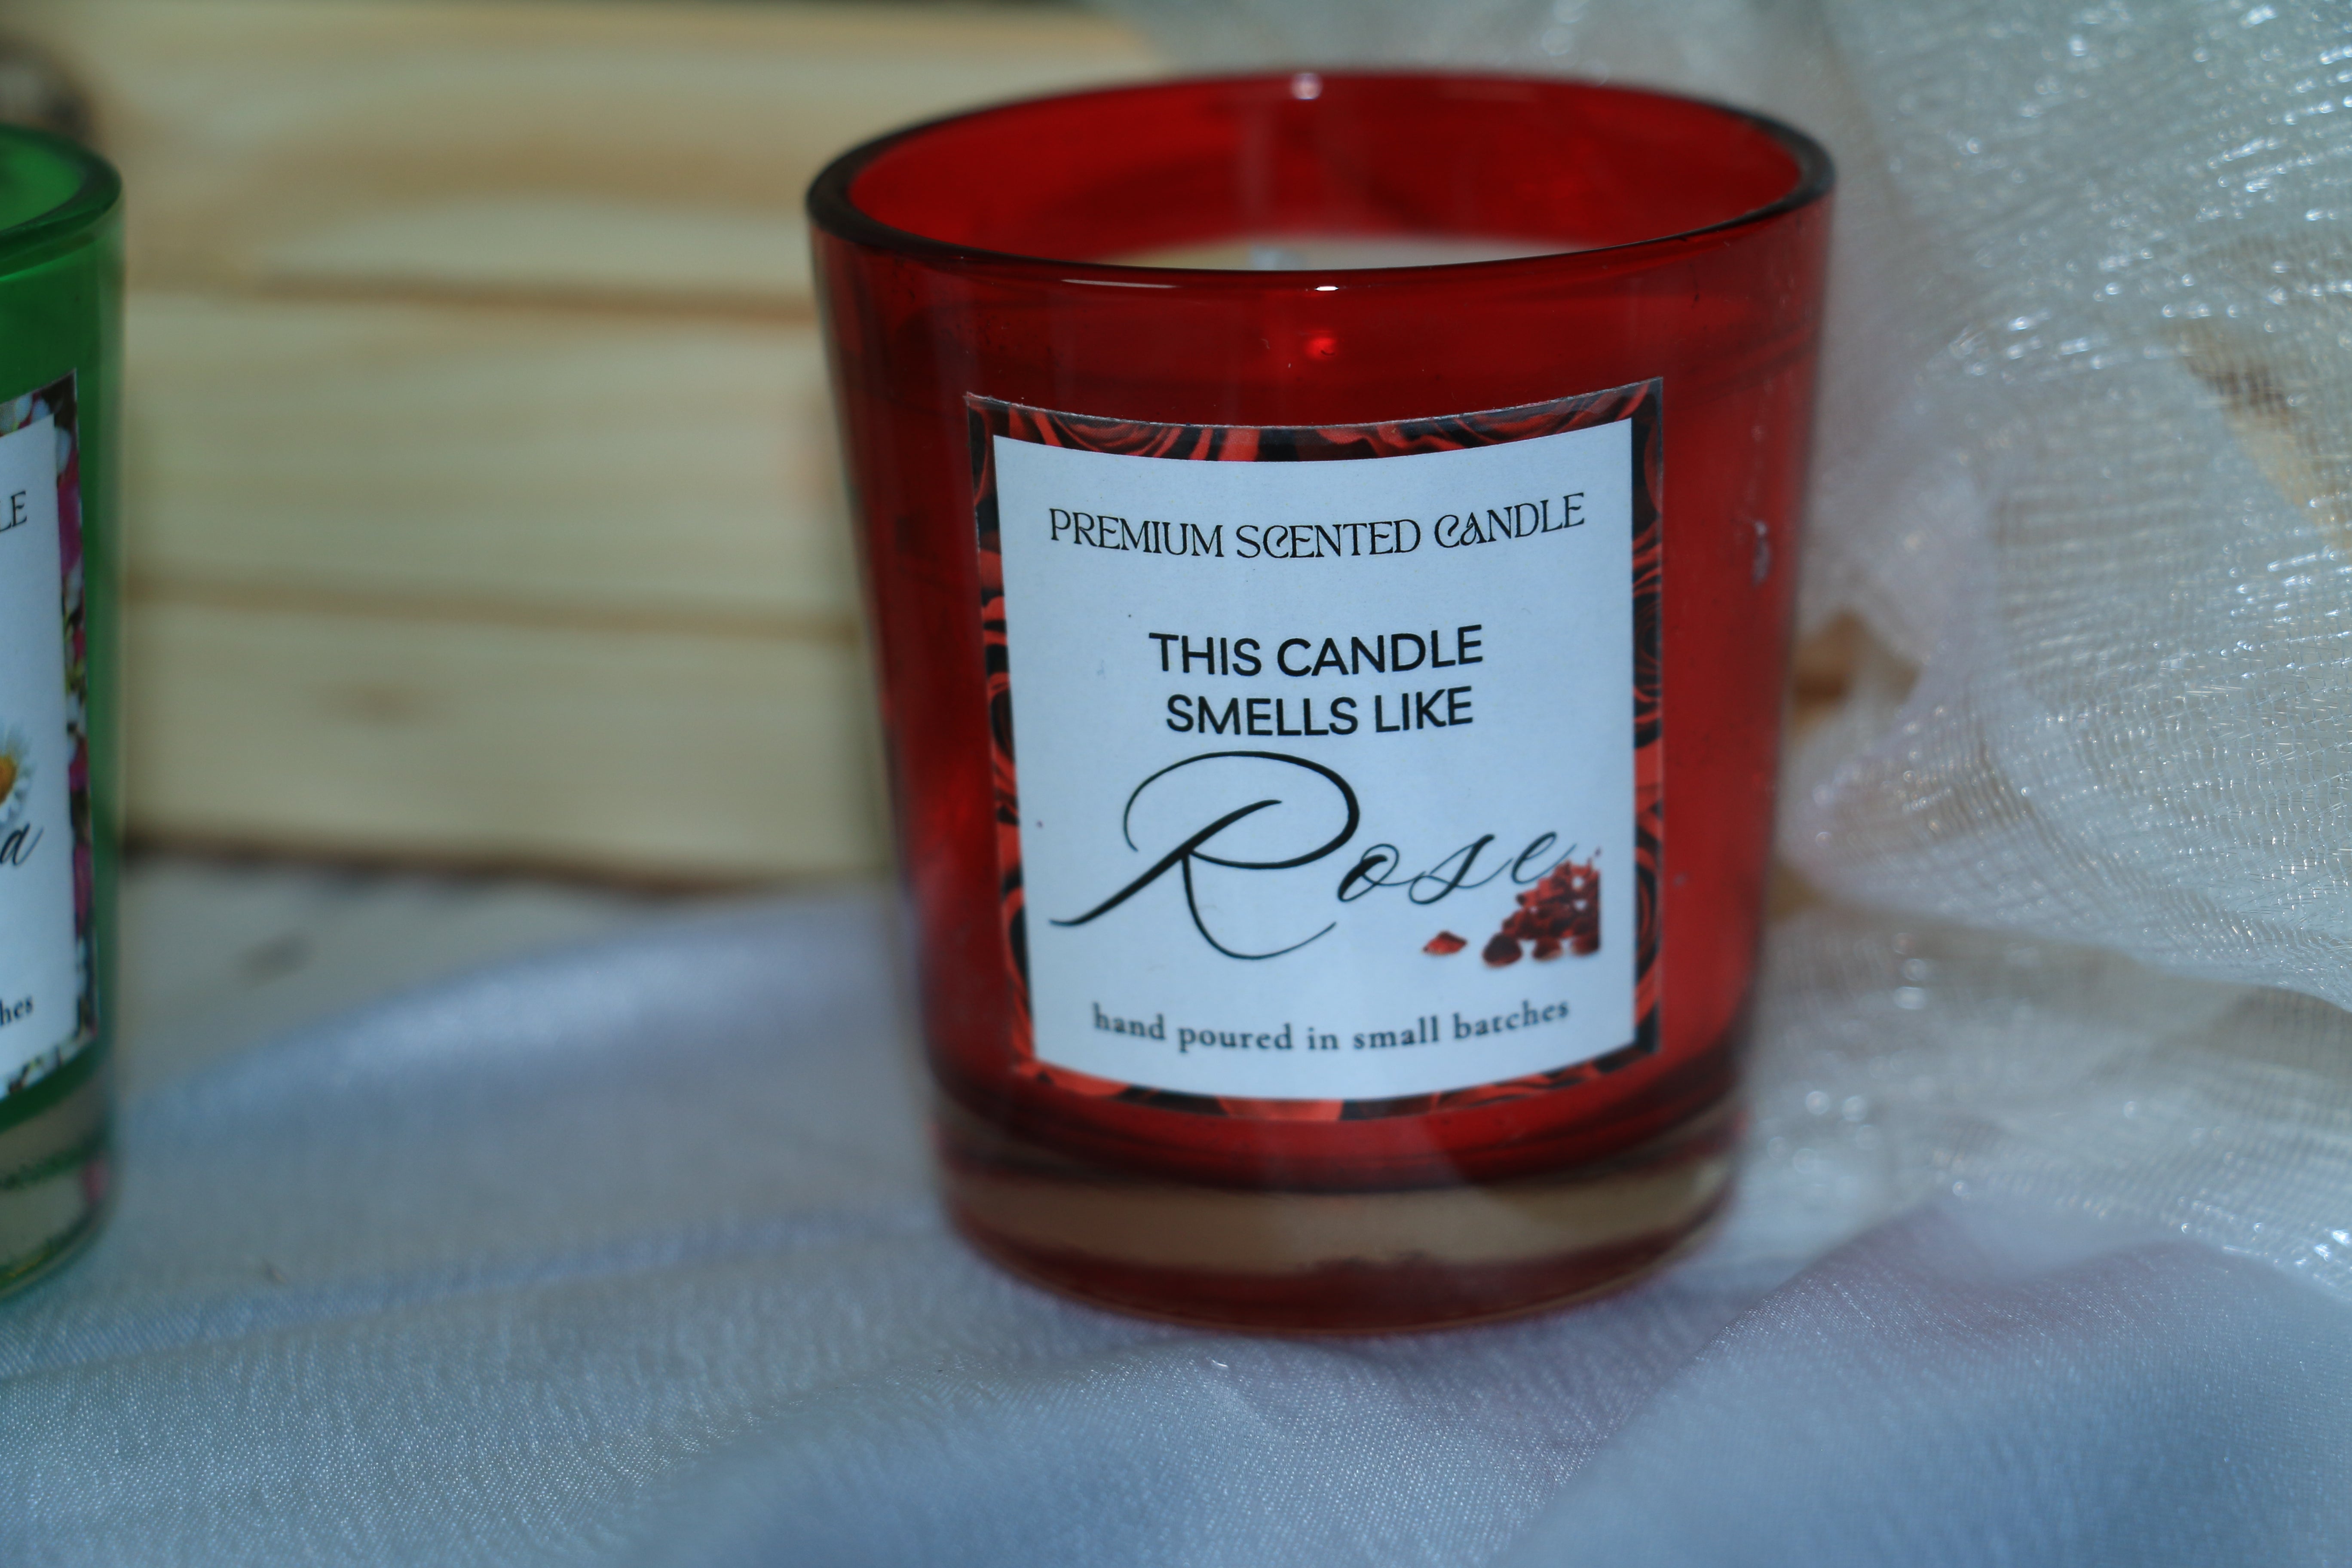 PREMIUM SCENTED CANDLE
THIS CANDLE
SMELLS LIKE
Rose
hand poured in small batches